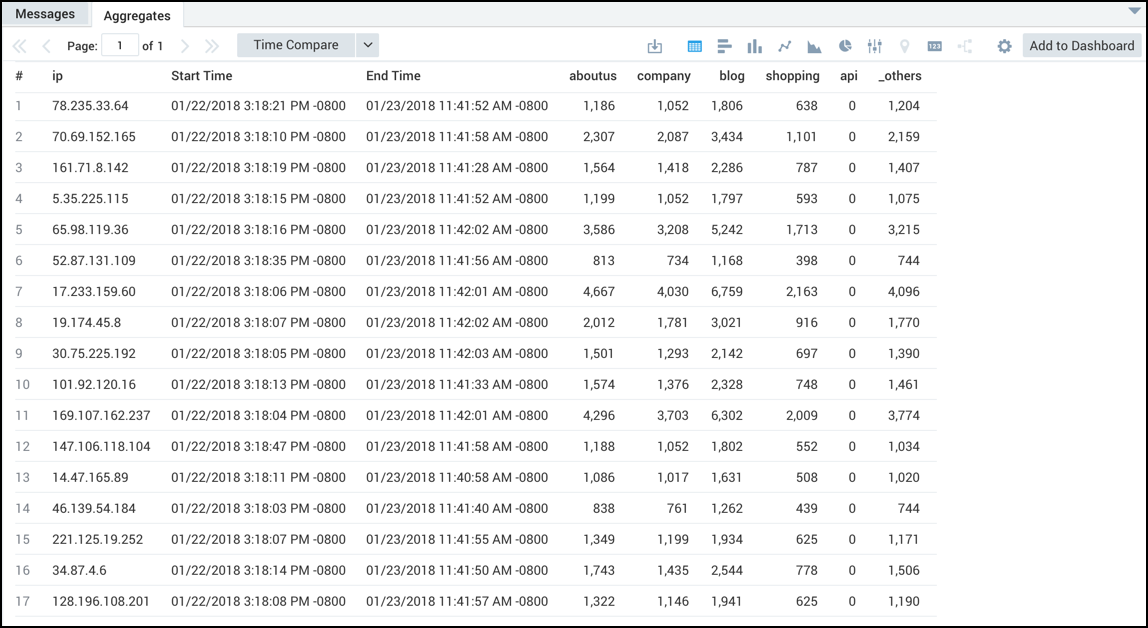 Messages Aggregates
Page: 1 of 1 Time Compare 123 Add to Dashboard
# ip Start Time End Time aboutus company blog shopping api _others
1 78.235.33.64 01/22/2018 3:18:21 PM -0800 01/23/2018 11:41:52 AM -0800 1,186 1,052 1,806 638 0 1,204
2 70.69.152.165 01/22/2018 3:18:10 PM -0800 01/23/2018 11:41:58 AM -0800 2,307 2,087 3,434 1,101 0 2,159
3 161.71.8.142 01/22/2018 3:18:19 PM -0800 01/23/2018 11:41:28 AM -0800 1,564 1,418 2,286 787 0 1,407
4 5.35.225.115 01/22/2018 3:18:15 PM -0800 01/23/2018 11:41:52 AM -0800 1,199 1,052 1,797 593 0 1,075
5 65.98.119.36 01/22/2018 3:18:16 PM -0800 01/23/2018 11:42:02 AM -0800 3,586 3,208 5,242 1,713 0 3,215
6 52.87.131.109 01/22/2018 3:18:35 PM -0800 01/23/2018 11:41:56 AM -0800 813 734 1,168 398 0 744
7 17.233.159.60 01/22/2018 3:18:06 PM -0800 01/23/2018 11:42:01 AM -0800 4,667 4,030 6,759 2,163 0 4,096
8 19.174.45.8 01/22/2018 3:18:07 PM -0800 01/23/2018 11:42:02 AM -0800 2,012 1,781 3,021 916 0 1,770
9 30.75.225.192 01/22/2018 3:18:05 PM -0800 01/23/2018 11:42:03 AM -0800 1,501 1,293 2,142 697 0 1,390
10 101.92.120.16 01/22/2018 3:18:13 PM -0800 01/23/2018 11:41:33 AM -0800 1,574 1,376 2,328 748 0 1,461
11 169.107.162.237 01/22/2018 3:18:04 PM -0800 01/23/2018 11:42:01 AM -0800 4,296 3,703 6,302 2,009 0 3,774
12 147.106.118.104 01/22/2018 3:18:47 PM -0800 01/23/2018 11:41:58 AM -0800 1,188 1,052 1,802 552 0 1,034
13 14.47.165.89 01/22/2018 3:18:11 PM -0800 01/23/2018 11:40:58 AM -0800 1,086 1,017 1,631 508 0 1,020
14 46.139.54.184 01/22/2018 3:18:03 PM -0800 01/23/2018 11:41:40 AM -0800 838 761 1,262 439 0 744
15 221.125.19.252 01/22/2018 3:18:07 PM -0800 01/23/2018 11:41:55 AM -0800 1,349 1,199 1,934 625 0 1,171
16 34.87.4.6 01/22/2018 3:18:14 PM -0800 01/23/2018 11:41:50 AM -0800 1,743 1,435 2,544 778 0 1,506
17 128.196.108.201 01/22/2018 3:18:08 PM -0800 01/23/2018 11:41:57 AM -0800 1,322 1,146 1,941 625 0 1,190